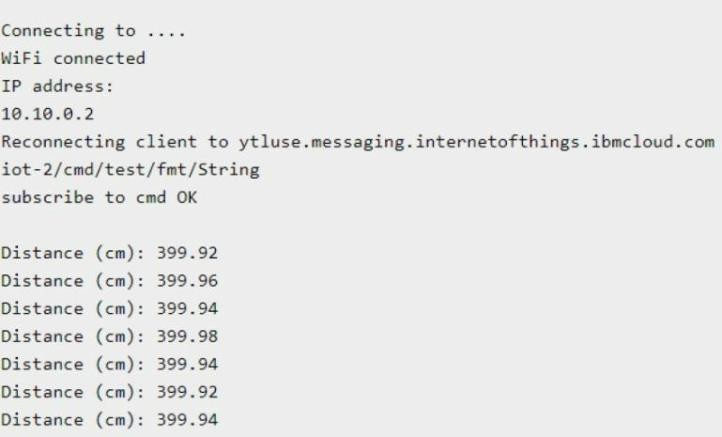 Connecting to ....
WiFi connected
IP address:
10.10.0.2
Reconnecting client to ytluse.messaging.internetofthings.ibmcloud.com
iot-2/cmd/test/fmt/String
subscribe to cmd OK
Distance (cm): 399.92
Distance (cm): 399.96
Distance (cm): 399.94
Distance (cm): 399.98
Distance (cm): 399.94
Distance (cm): 399.92
Distance (cm): 399.94